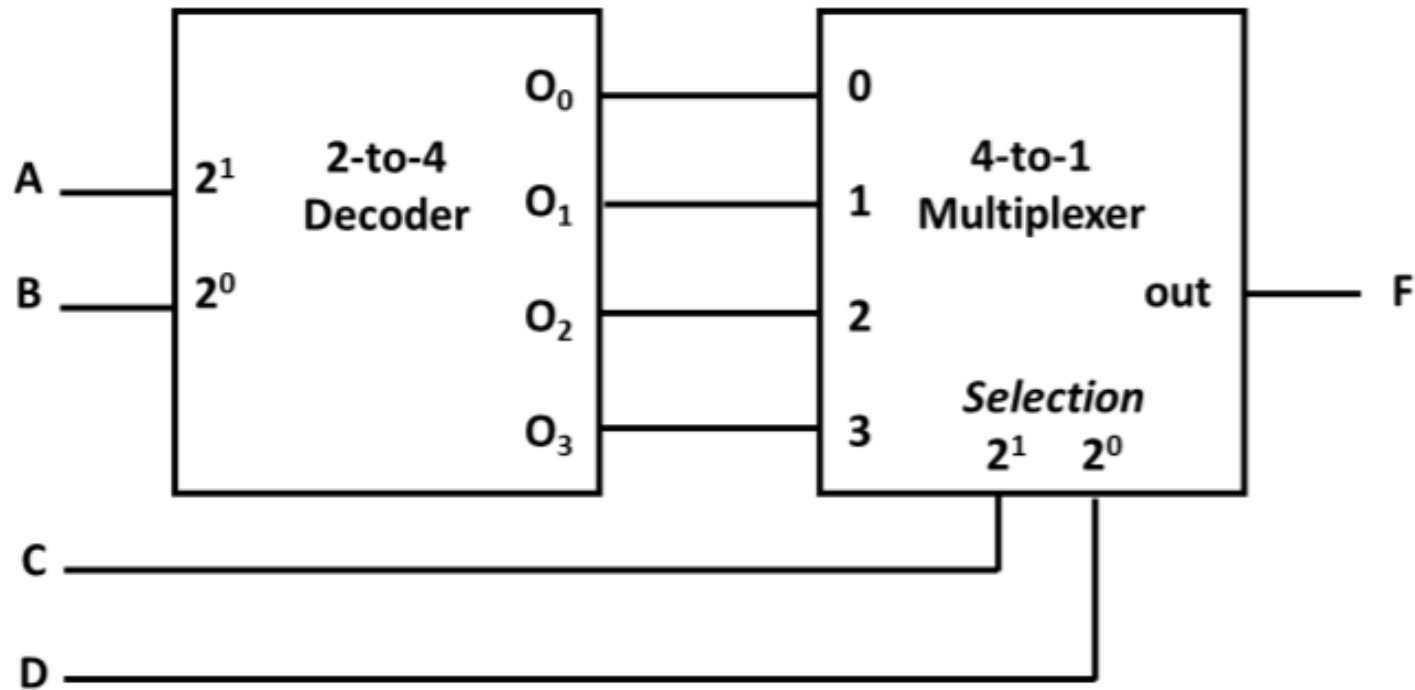 O₀ 0
2-to-4 4-to-1
A 2¹ Decoder O₁ 1 Multiplexer
B 2⁰ out F
O₂ 2
Selection
O₃ 3 2¹ 2⁰
C
D